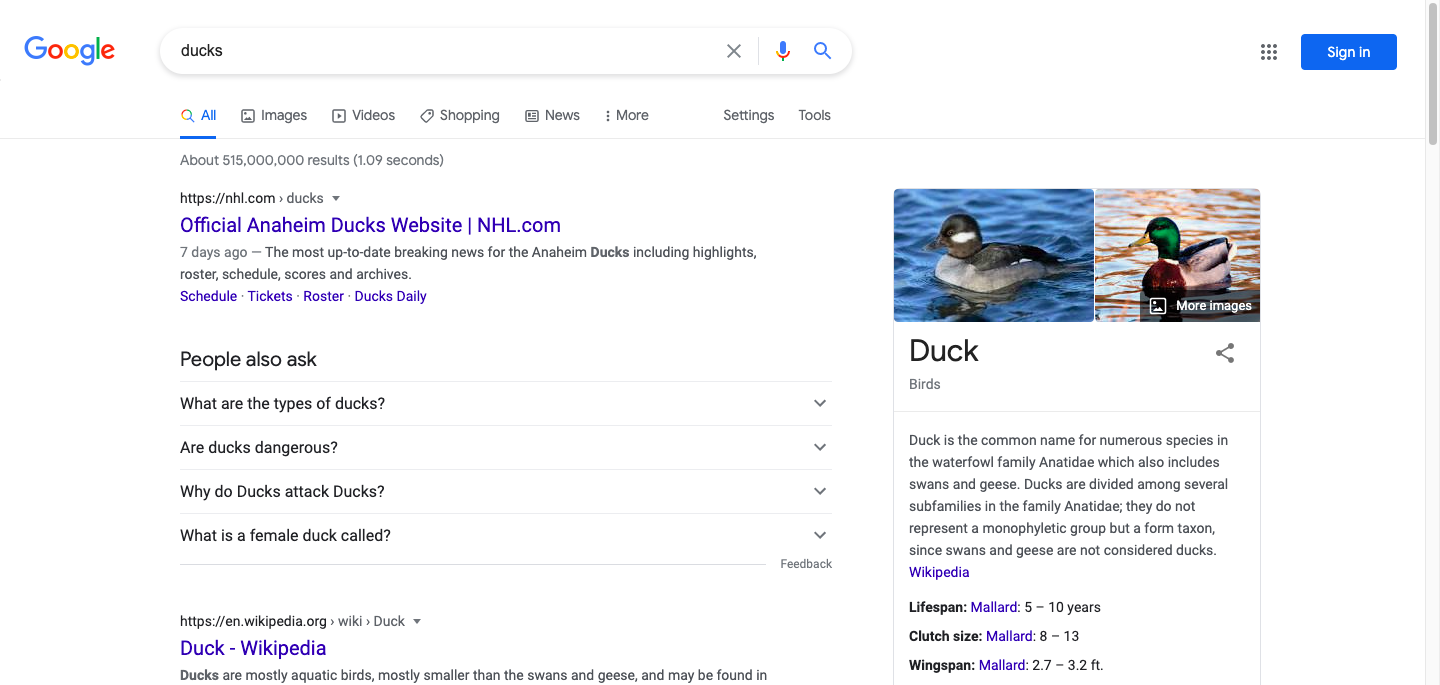 Google
ducks
Sign in
All
Images
Videos
Shopping
News
More
Settings
Tools
About 515,000,000 results (1.09 seconds)
https://nhl.com › ducks
Official Anaheim Ducks Website | NHL.com
7 days ago — The most up-to-date breaking news for the Anaheim Ducks including highlights,
roster, schedule, scores and archives.
Schedule · Tickets · Roster · Ducks Daily
People also ask
What are the types of ducks?
Are ducks dangerous?
Why do Ducks attack Ducks?
What is a female duck called?
Feedback
https://en.wikipedia.org › wiki › Duck
Duck - Wikipedia
Ducks are mostly aquatic birds, mostly smaller than the swans and geese, and may be found in
More images
Duck
Birds
Duck is the common name for numerous species in
the waterfowl family Anatidae which also includes
swans and geese. Ducks are divided among several
subfamilies in the family Anatidae; they do not
represent a monophyletic group but a form taxon,
since swans and geese are not considered ducks.
Wikipedia
Lifespan: Mallard: 5 – 10 years
Clutch size: Mallard: 8 – 13
Wingspan: Mallard: 2.7 – 3.2 ft.